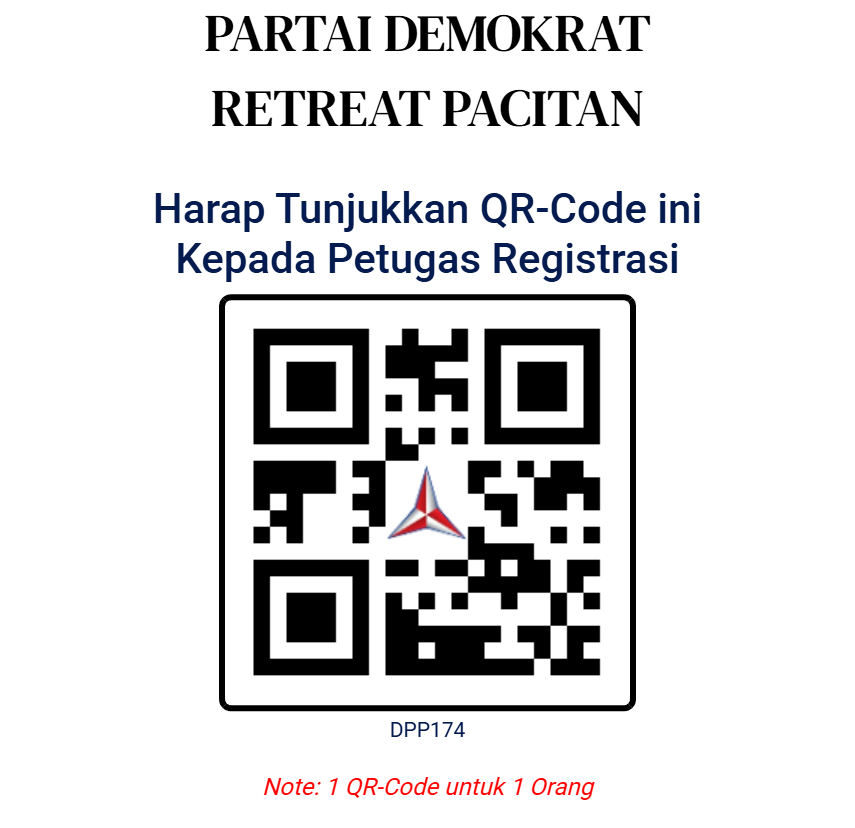 PARTAI DEMOKRAT
RETREAT PACITAN
Harap Tunjukkan QR-Code ini
Kepada Petugas Registrasi
DPP174
Note: 1 QR-Code untuk 1 Orang